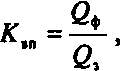 K_вп = Q_ф / Q_з ,